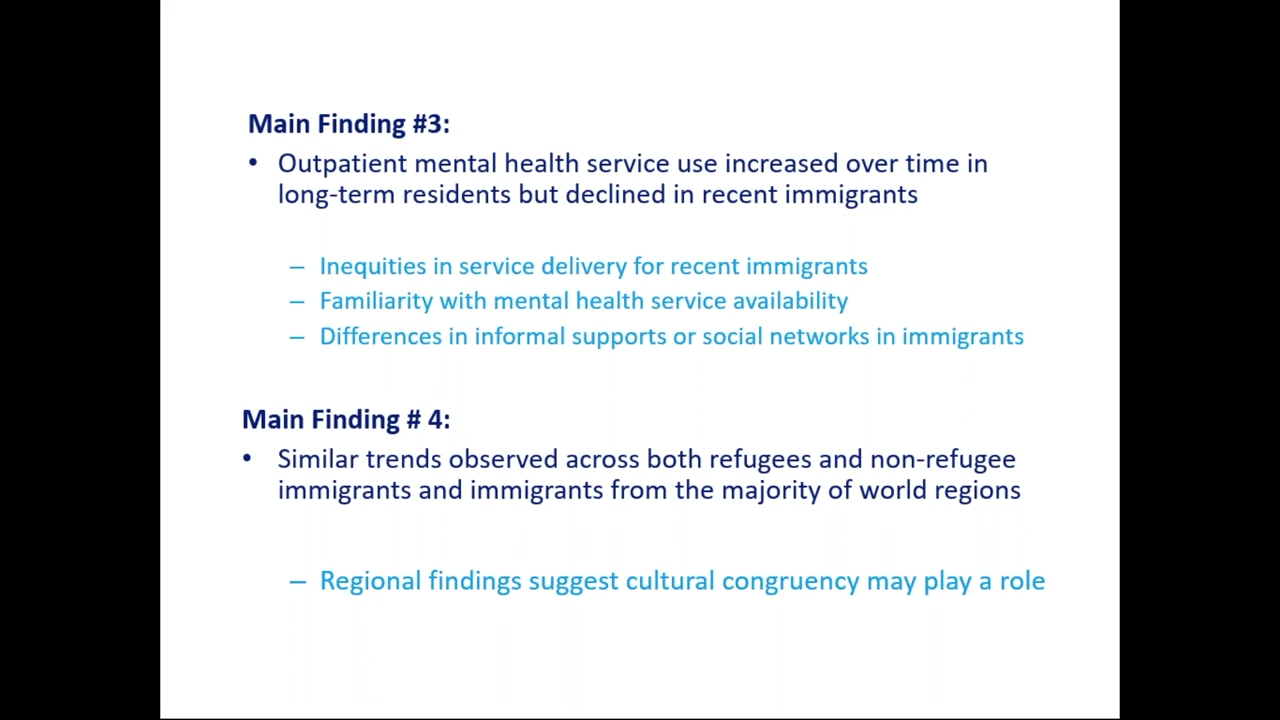 Main Finding #3:
• Outpatient mental health service use increased over time in
long-term residents but declined in recent immigrants
– Inequities in service delivery for recent immigrants
– Familiarity with mental health service availability
– Differences in informal supports or social networks in immigrants
Main Finding # 4:
• Similar trends observed across both refugees and non-refugee
immigrants and immigrants from the majority of world regions
– Regional findings suggest cultural congruency may play a role